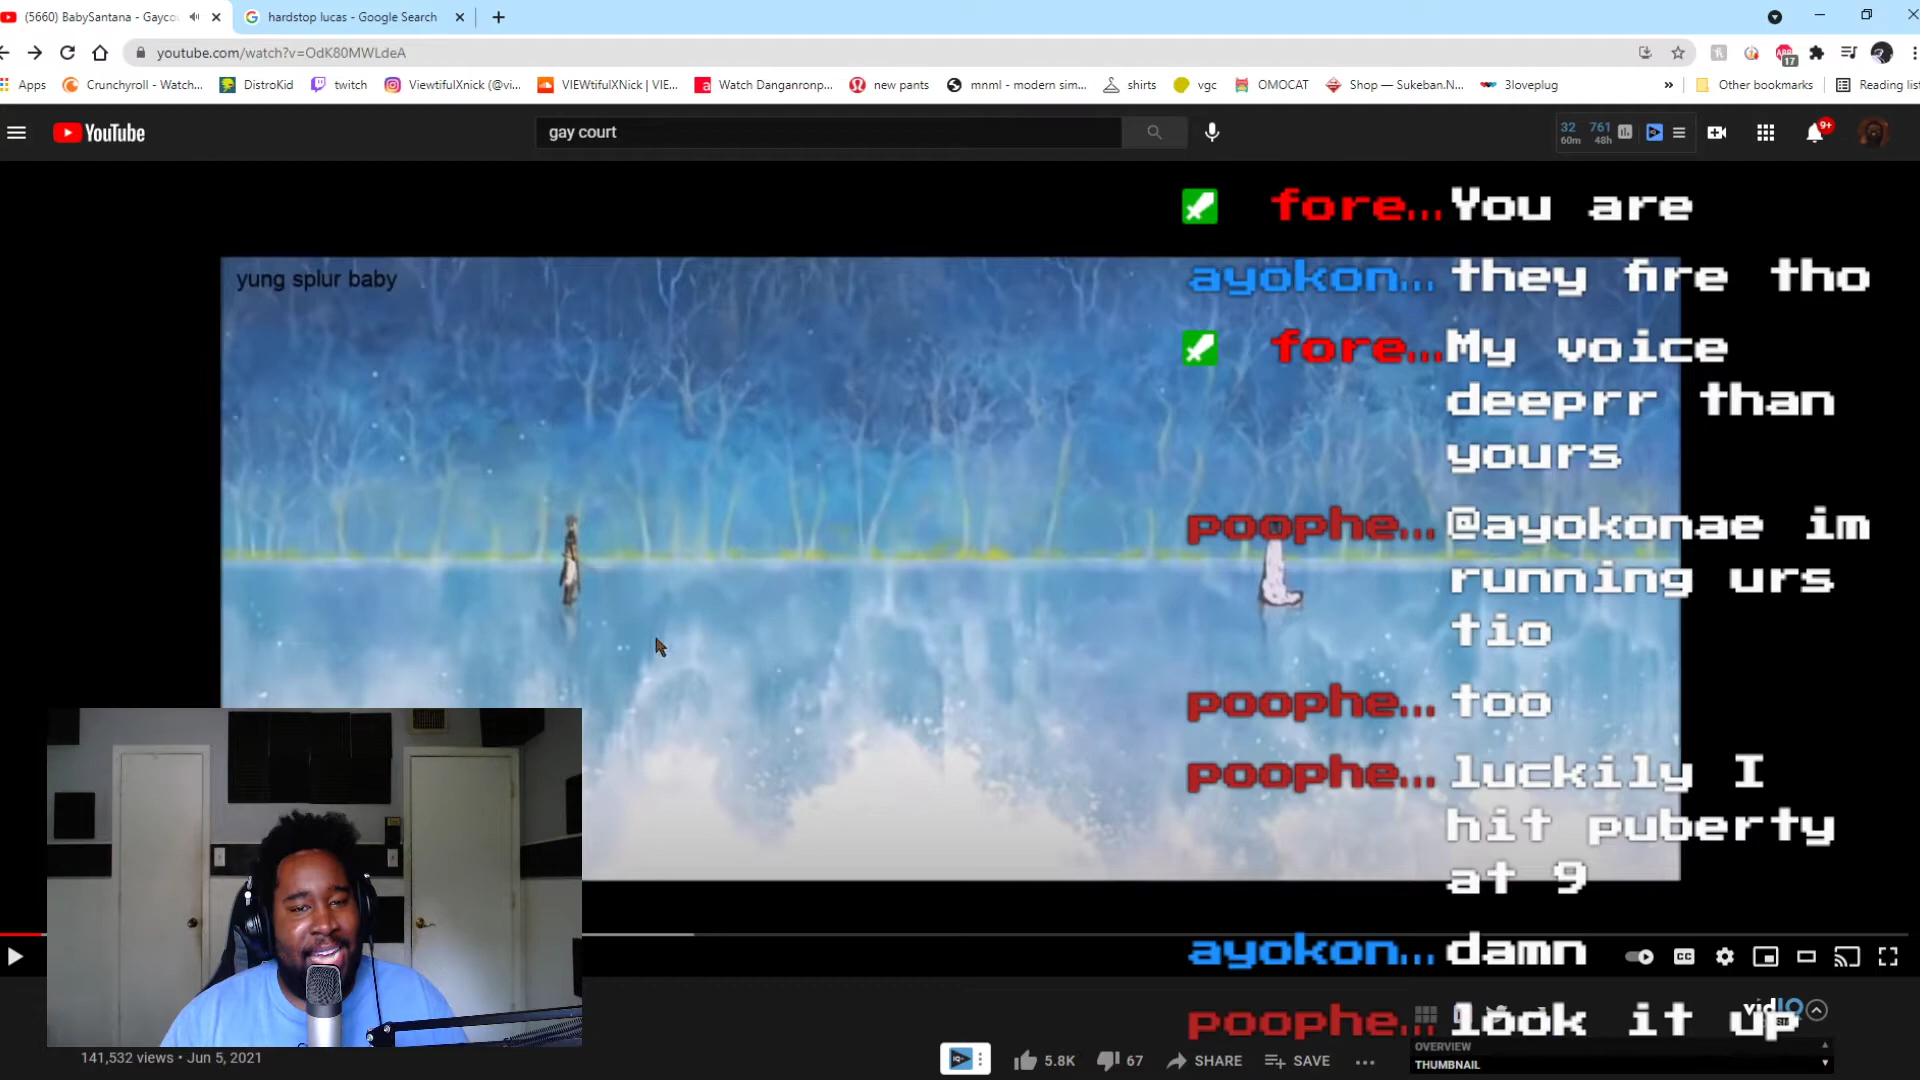 (5660) BabySantana - Gaycou
hardstop lucas - Google Search
youtube.com/watch?v=OdK80MWLdeA
17
Apps
Crunchyroll - Watch...
DistroKid
twitch
ViewtifulXnick (@vi...
VIEWtifulXNick | VIE...
Watch Danganronp...
new pants
mnml - modern sim...
shirts
vgc
OMOCAT
Shop — Sukeban.N...
3loveplug
»
Other bookmarks
Reading list
YouTube
gay court
32 761
60m 48h
9+
yung splur baby
fore... You are
ayokon... they fire tho
fore... My voice
deeprr than
yours
poophe... @ayokonae im
running urs
tio
poophe... too
poophe... luckily I
hit puberty
at 9
ayokon... damn
poophe... look it up
CC
vidIQ
141,532 views • Jun 5, 2021
5.8K
67
SHARE
SAVE
OVERVIEW
THUMBNAIL